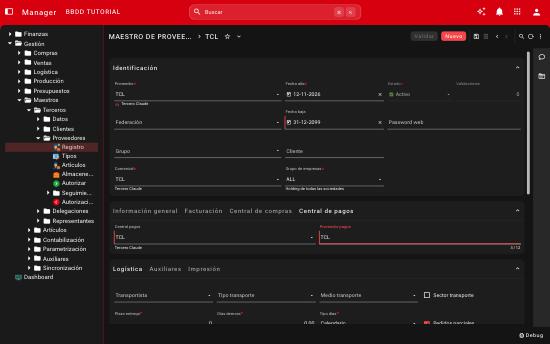 Manager BBDD TUTORIAL
Buscar
Finanzas
Gestión
Compras
Ventas
Logística
Producción
Presupuestos
Maestros
Terceros
Datos
Clientes
Proveedores
Registro
Tipos
Artículos
Almacene...
Autorizar
Seguimie...
Autorizaci...
Delegaciones
Representantes
Artículos
Contabilización
Parametrización
Auxiliares
Sincronización
Dashboard
MAESTRO DE PROVEE... > TCL
Validar Nuevo
Identificación
Proveedor* Fecha alta* Estado* Validaciones
TCL 12-11-2026 Activo 0
Tercero Claude
Fecha baja
Federación 31-12-2099 Password web
Grupo Cliente
Comercial* Grupo de empresas*
TCL ALL
Tercero Claude Holding de todas las sociedades
Información general Facturación Central de compras Central de pagos
Central pagos Proveedor pagos
TCL TCL
Tercero Claude 3/12
Logística Auxiliares Impresión
Transportista Tipo transporte Medio transporte Sector transporte
Plazo entrega* Días demora* Tipo días*
0 0,00 Calendario Pedidos parciales
Debug